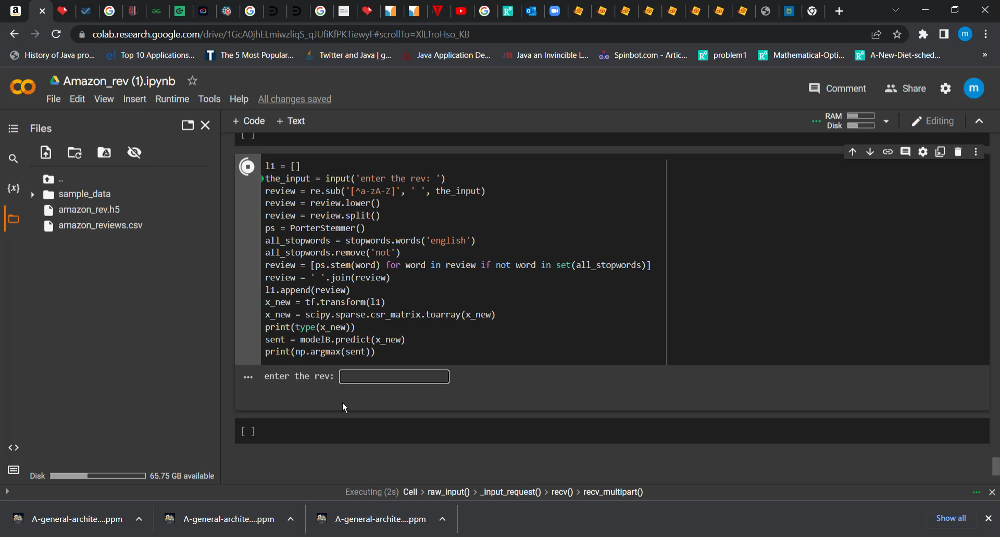 colab.research.google.com/drive/1GcA0jhELmiwzliqS_qJUfiKfPKTiewyF#scrollTo=XlLTroHso_KB
m
History of Java pro...
Top 10 Applications...
The 5 Most Popular...
Twitter and Java | g...
Java Application De...
Java an Invincible L...
Spinbot.com - Artic...
problem1
Mathematical-Opti...
A-New-Diet-sched...
»
Amazon_rev (1).ipynb
Comment
Share
m
File Edit View Insert Runtime Tools Help All changes saved
Files
+ Code + Text
RAM
Disk
Editing
[ ]
..
sample_data
amazon_rev.h5
amazon_reviews.csv
{x}
l1 = []
the_input = input('enter the rev: ')
review = re.sub('[^a-zA-Z]', ' ', the_input)
review = review.lower()
review = review.split()
ps = PorterStemmer()
all_stopwords = stopwords.words('english')
all_stopwords.remove('not')
review = [ps.stem(word) for word in review if not word in set(all_stopwords)]
review = ' '.join(review)
l1.append(review)
x_new = tf.transform(l1)
x_new = scipy.sparse.csr_matrix.toarray(x_new)
print(type(x_new))
sent = modelB.predict(x_new)
print(np.argmax(sent))
enter the rev:
[ ]
Disk 65.75 GB available
Executing (2s) Cell > raw_input() > _input_request() > recv() > recv_multipart()
A-general-archite....ppm
A-general-archite....ppm
A-general-archite....ppm
Show all